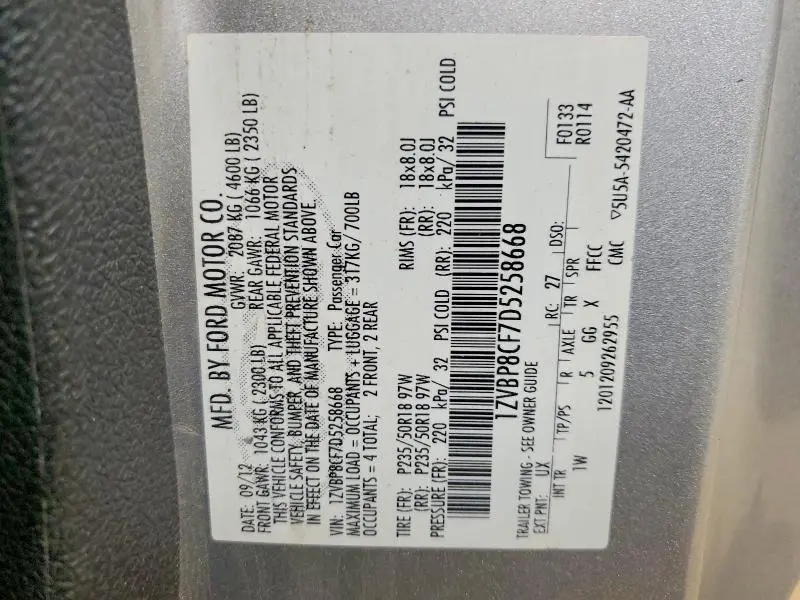 MFD. BY FORD MOTOR CO.
DATE: 09/12 GVWR: 2087 KG ( 4600 LB)
FRONT GAWR: 1043 KG ( 2300 LB) REAR GAWR: 1066 KG ( 2350 LB)
THIS VEHICLE CONFORMS TO ALL APPLICABLE FEDERAL MOTOR
VEHICLE SAFETY, BUMPER, AND THEFT PREVENTION STANDARDS
IN EFFECT ON THE DATE OF MANUFACTURE SHOWN ABOVE.
VIN: 1ZVBP8CF7D5258668 TYPE: Passenger Car
MAXIMUM LOAD = OCCUPANTS + LUGGAGE = 317KG/ 700LB
OCCUPANTS = 4 TOTAL; 2 FRONT, 2 REAR
TIRE (FR): P235/50R18 97W RIMS (FR): 18x8.0J
(RR): P235/50R18 97W (RR): 18x8.0J
PRESSURE (FR): 220 kPa/ 32 PSI COLD (RR): 220 kPa/ 32 PSI COLD
1ZVBP8CF7D5258668
TRAILER TOWING - SEE OWNER GUIDE
EXT PNT: UX RC: 27 DSO: F0133
R0114
INT TR TP/PS R AXLE TR SPR
1W 5 GG X FFCC
1201209262955 CMC ▽5U5A-5420472-AA